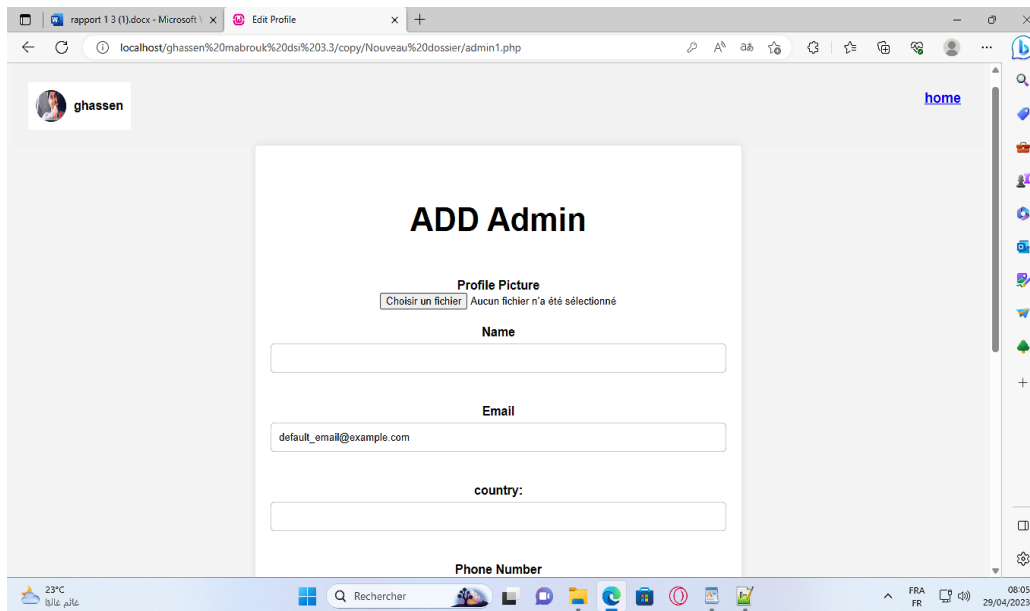 rapport 1 3 (1).docx - Microsoft W
Edit Profile
localhost/ghassen%20mabrouk%20dsi%203.3/copy/Nouveau%20dossier/admin1.php
ghassen
home
ADD Admin
Profile Picture
Choisir un fichier Aucun fichier n'a été sélectionné
Name
Email
default_email@example.com
country:
Phone Number
23°C
غائم غالبا
Rechercher
FRA
FR
08:05
29/04/2023